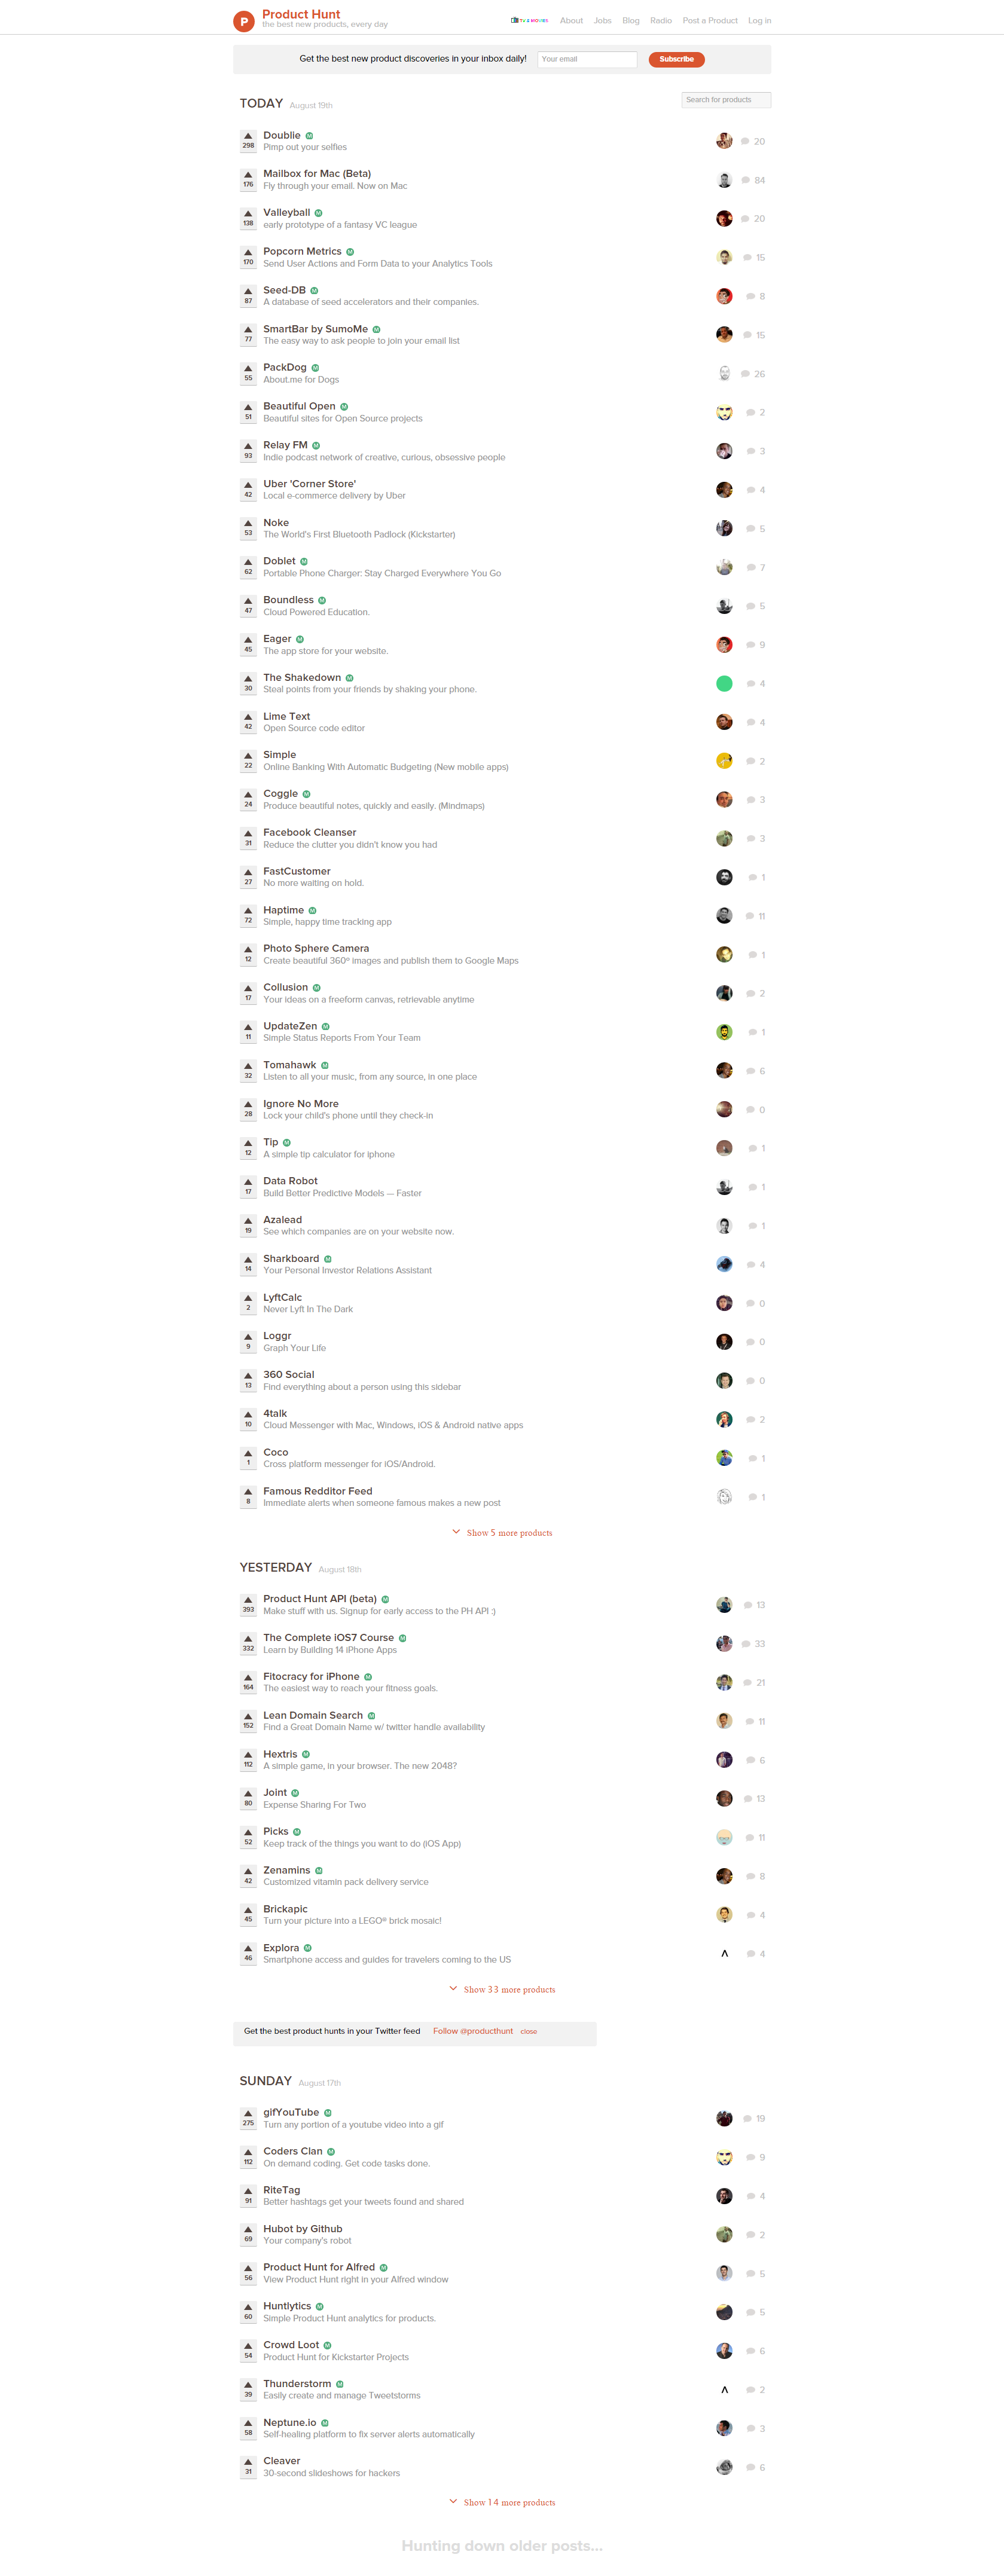 P
Product Hunt
the best new products, every day
TV & MOVIES
About
Jobs
Blog
Radio
Post a Product
Log in
Get the best new product discoveries in your inbox daily!
Your email
Subscribe
TODAY August 19th
Search for products
298 Doublie M 20
Pimp out your selfies
176 Mailbox for Mac (Beta) 84
Fly through your email. Now on Mac
138 Valleyball M 20
early prototype of a fantasy VC league
170 Popcorn Metrics M 15
Send User Actions and Form Data to your Analytics Tools
87 Seed-DB M 8
A database of seed accelerators and their companies.
77 SmartBar by SumoMe M 15
The easy way to ask people to join your email list
55 PackDog M 26
About.me for Dogs
51 Beautiful Open M 2
Beautiful sites for Open Source projects
93 Relay FM M 3
Indie podcast network of creative, curious, obsessive people
42 Uber 'Corner Store' 4
Local e-commerce delivery by Uber
53 Noke 5
The World's First Bluetooth Padlock (Kickstarter)
62 Doblet M 7
Portable Phone Charger: Stay Charged Everywhere You Go
47 Boundless M 5
Cloud Powered Education.
45 Eager M 9
The app store for your website.
30 The Shakedown M 4
Steal points from your friends by shaking your phone.
42 Lime Text 4
Open Source code editor
22 Simple 2
Online Banking With Automatic Budgeting (New mobile apps)
24 Coggle M 3
Produce beautiful notes, quickly and easily. (Mindmaps)
31 Facebook Cleanser 3
Reduce the clutter you didn't know you had
27 FastCustomer 1
No more waiting on hold.
72 Haptime M 11
Simple, happy time tracking app
12 Photo Sphere Camera 1
Create beautiful 360º images and publish them to Google Maps
17 Collusion M 2
Your ideas on a freeform canvas, retrievable anytime
11 UpdateZen M 1
Simple Status Reports From Your Team
32 Tomahawk M 6
Listen to all your music, from any source, in one place
28 Ignore No More 0
Lock your child's phone until they check-in
12 Tip M 1
A simple tip calculator for iphone
17 Data Robot 1
Build Better Predictive Models — Faster
19 Azalead 1
See which companies are on your website now.
14 Sharkboard M 4
Your Personal Investor Relations Assistant
2 LyftCalc 0
Never Lyft In The Dark
9 Loggr 0
Graph Your Life
13 360 Social 0
Find everything about a person using this sidebar
10 4talk 2
Cloud Messenger with Mac, Windows, iOS & Android native apps
1 Coco 1
Cross platform messenger for iOS/Android.
8 Famous Redditor Feed 1
Immediate alerts when someone famous makes a new post
Show 5 more products
YESTERDAY August 18th
393 Product Hunt API (beta) M 13
Make stuff with us. Signup for early access to the PH API :)
332 The Complete iOS7 Course M 33
Learn by Building 14 iPhone Apps
164 Fitocracy for iPhone M 21
The easiest way to reach your fitness goals.
152 Lean Domain Search M 11
Find a Great Domain Name w/ twitter handle availability
112 Hextris M 6
A simple game, in your browser. The new 2048?
80 Joint M 13
Expense Sharing For Two
52 Picks M 11
Keep track of the things you want to do (iOS App)
42 Zenamins M 8
Customized vitamin pack delivery service
45 Brickapic 4
Turn your picture into a LEGO® brick mosaic!
46 Explora M 4
Smartphone access and guides for travelers coming to the US
Show 33 more products
Get the best product hunts in your Twitter feed Follow @producthunt close
SUNDAY August 17th
275 gifYouTube M 19
Turn any portion of a youtube video into a gif
112 Coders Clan M 9
On demand coding. Get code tasks done.
91 RiteTag 4
Better hashtags get your tweets found and shared
69 Hubot by Github 2
Your company's robot
56 Product Hunt for Alfred M 5
View Product Hunt right in your Alfred window
60 Huntlytics M 5
Simple Product Hunt analytics for products.
54 Crowd Loot M 6
Product Hunt for Kickstarter Projects
39 Thunderstorm M 2
Easily create and manage Tweetstorms
58 Neptune.io M 3
Self-healing platform to fix server alerts automatically
31 Cleaver 6
30-second slideshows for hackers
Show 14 more products
Hunting down older posts...